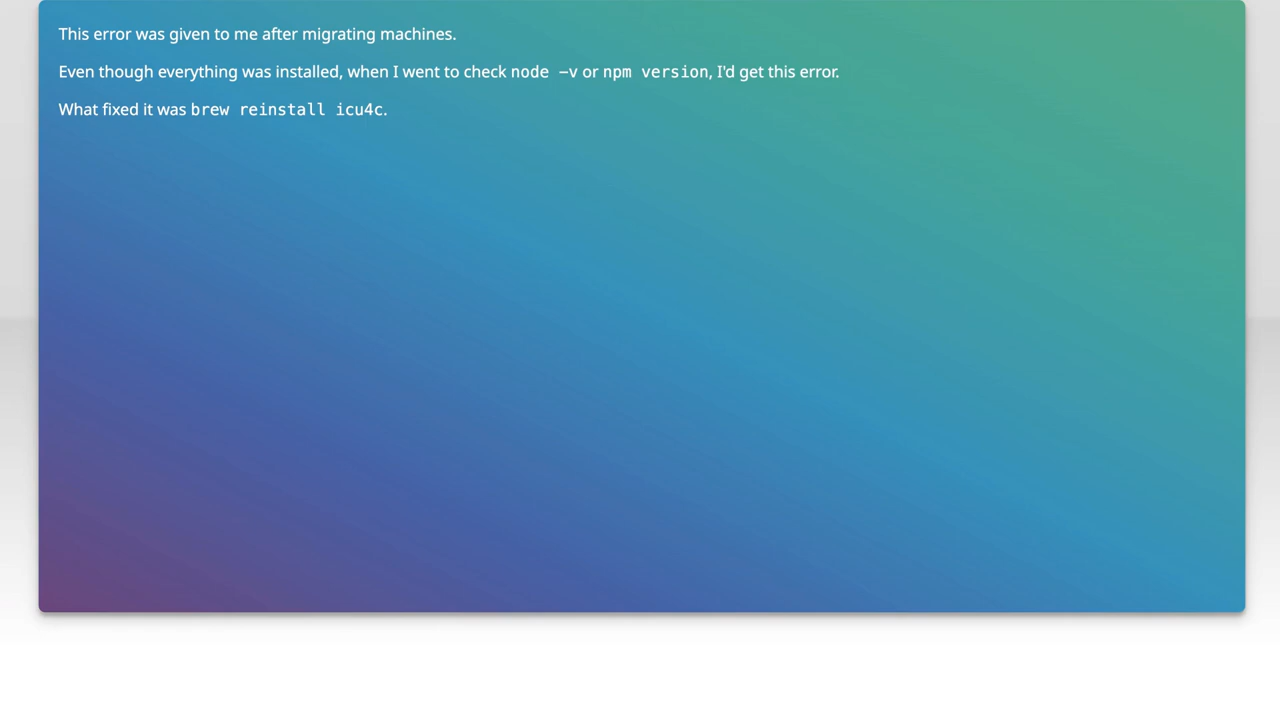 This error was given to me after migrating machines.
Even though everything was installed, when I went to check node -v or npm version, I'd get this error.
What fixed it was brew reinstall icu4c.